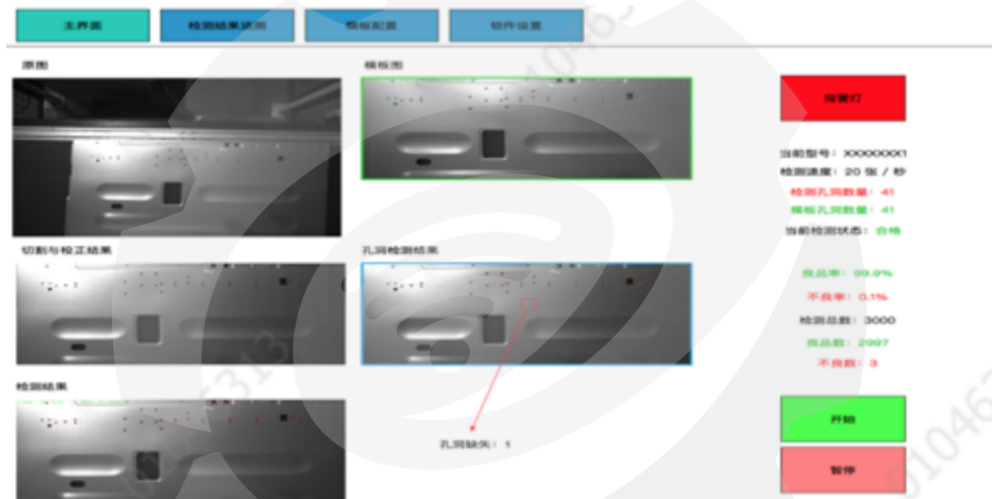 主界面
检测结果追溯
模板配置
软件设置
原图
模板图
报警灯
当前型号：XXXXXXX1
检测速度：20 张 / 秒
检测孔洞数量：41
模板孔洞数量：41
当前检测状态：合格
切割与校正结果
孔洞检测结果
良品率：99.9%
不良率：0.1%
检测总数：3000
良品数：2997
不良数：3
检测结果
孔洞缺失：1
开始
暂停